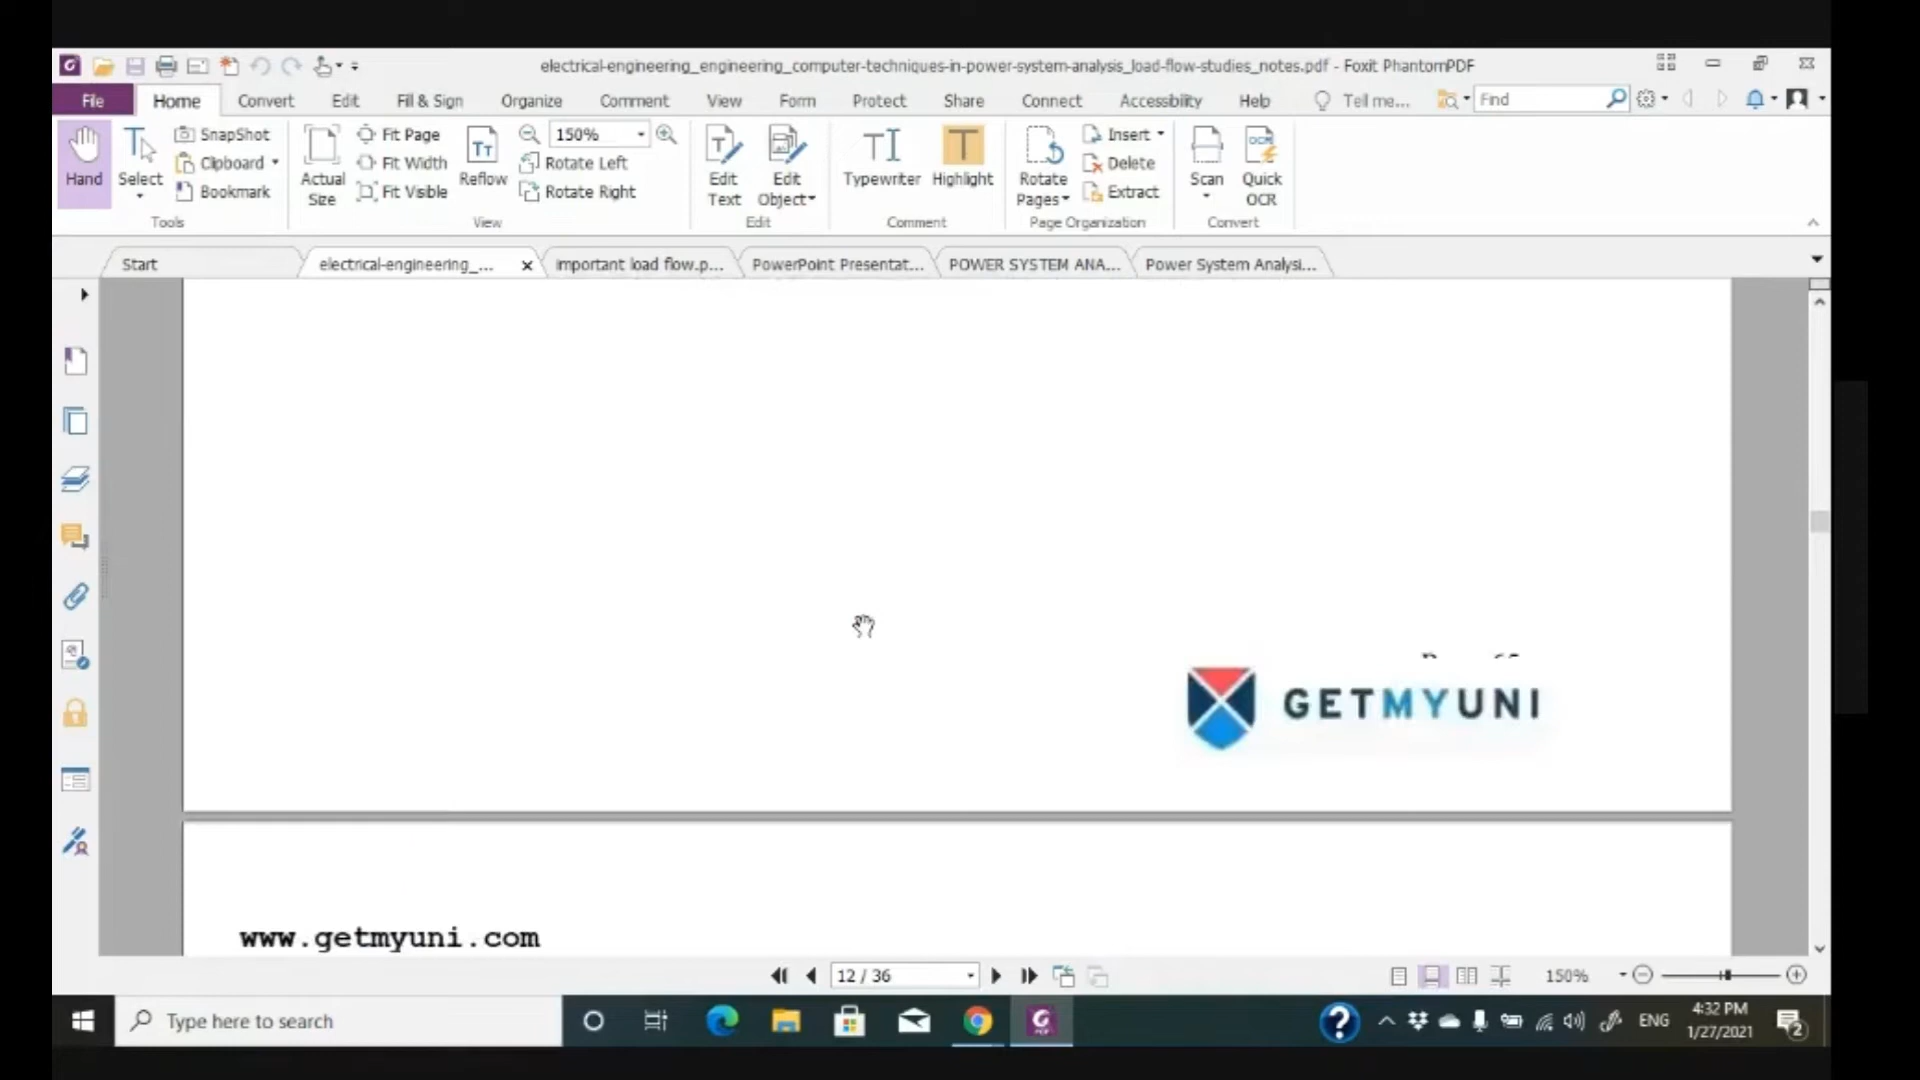 electrical-engineering_engineering_computer-techniques-in-power-system-analysis_load-flow-studies_notes.pdf - Foxit PhantomPDF
File Home Convert Edit Fill & Sign Organize Comment View Form Protect Share Connect Accessibility Help Tell me... Find
Hand
Select
SnapShot
Clipboard
Bookmark
Tools
Actual Size
Fit Page
Fit Width
Fit Visible
Reflow
150%
Rotate Left
Rotate Right
View
Edit Text
Edit Object
Edit
Typewriter
Highlight
Comment
Rotate Pages
Insert
Delete
Extract
Page Organization
Scan
Quick OCR
Convert
Start electrical-engineering_... important load flow.p... PowerPoint Presentat... POWER SYSTEM ANA... Power System Analysi...
GETMYUNI
www.getmyuni.com
12 / 36 150%
Type here to search
ENG
4:32 PM
1/27/2021
2